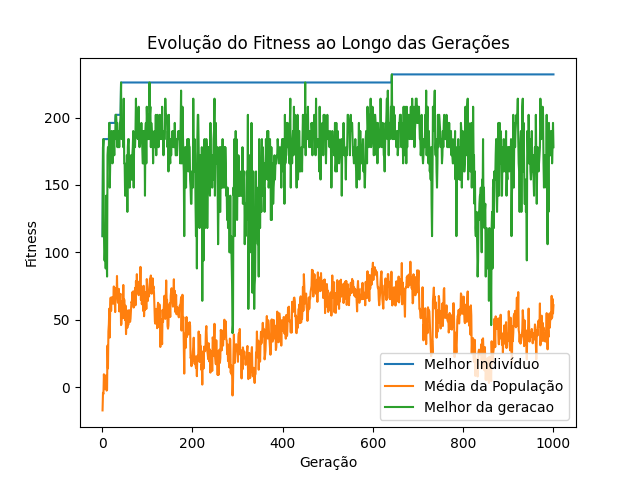 Evolução do Fitness ao Longo das Gerações
Fitness
200
150
100
50
0
Melhor Indivíduo
Média da População
Melhor da geracao
0 200 400 600 800 1000
Geração